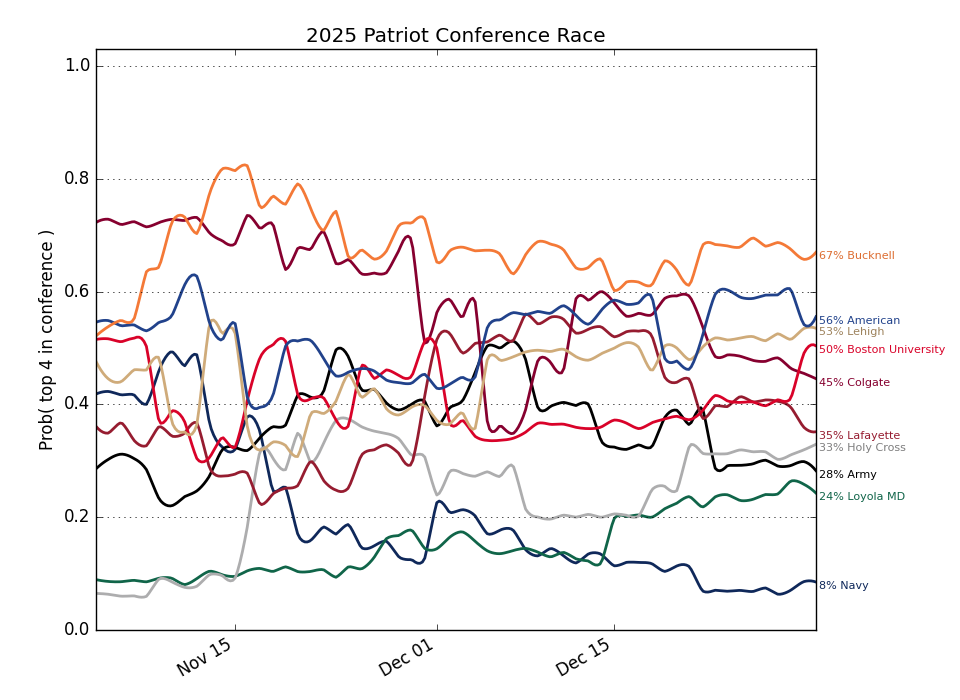 2025 Patriot Conference Race
Prob( top 4 in conference )
1.0
0.8
0.6
0.4
0.2
0.0
Nov 15
Dec 01
Dec 15
67% Bucknell
56% American
53% Lehigh
50% Boston University
45% Colgate
35% Lafayette
33% Holy Cross
28% Army
24% Loyola MD
8% Navy